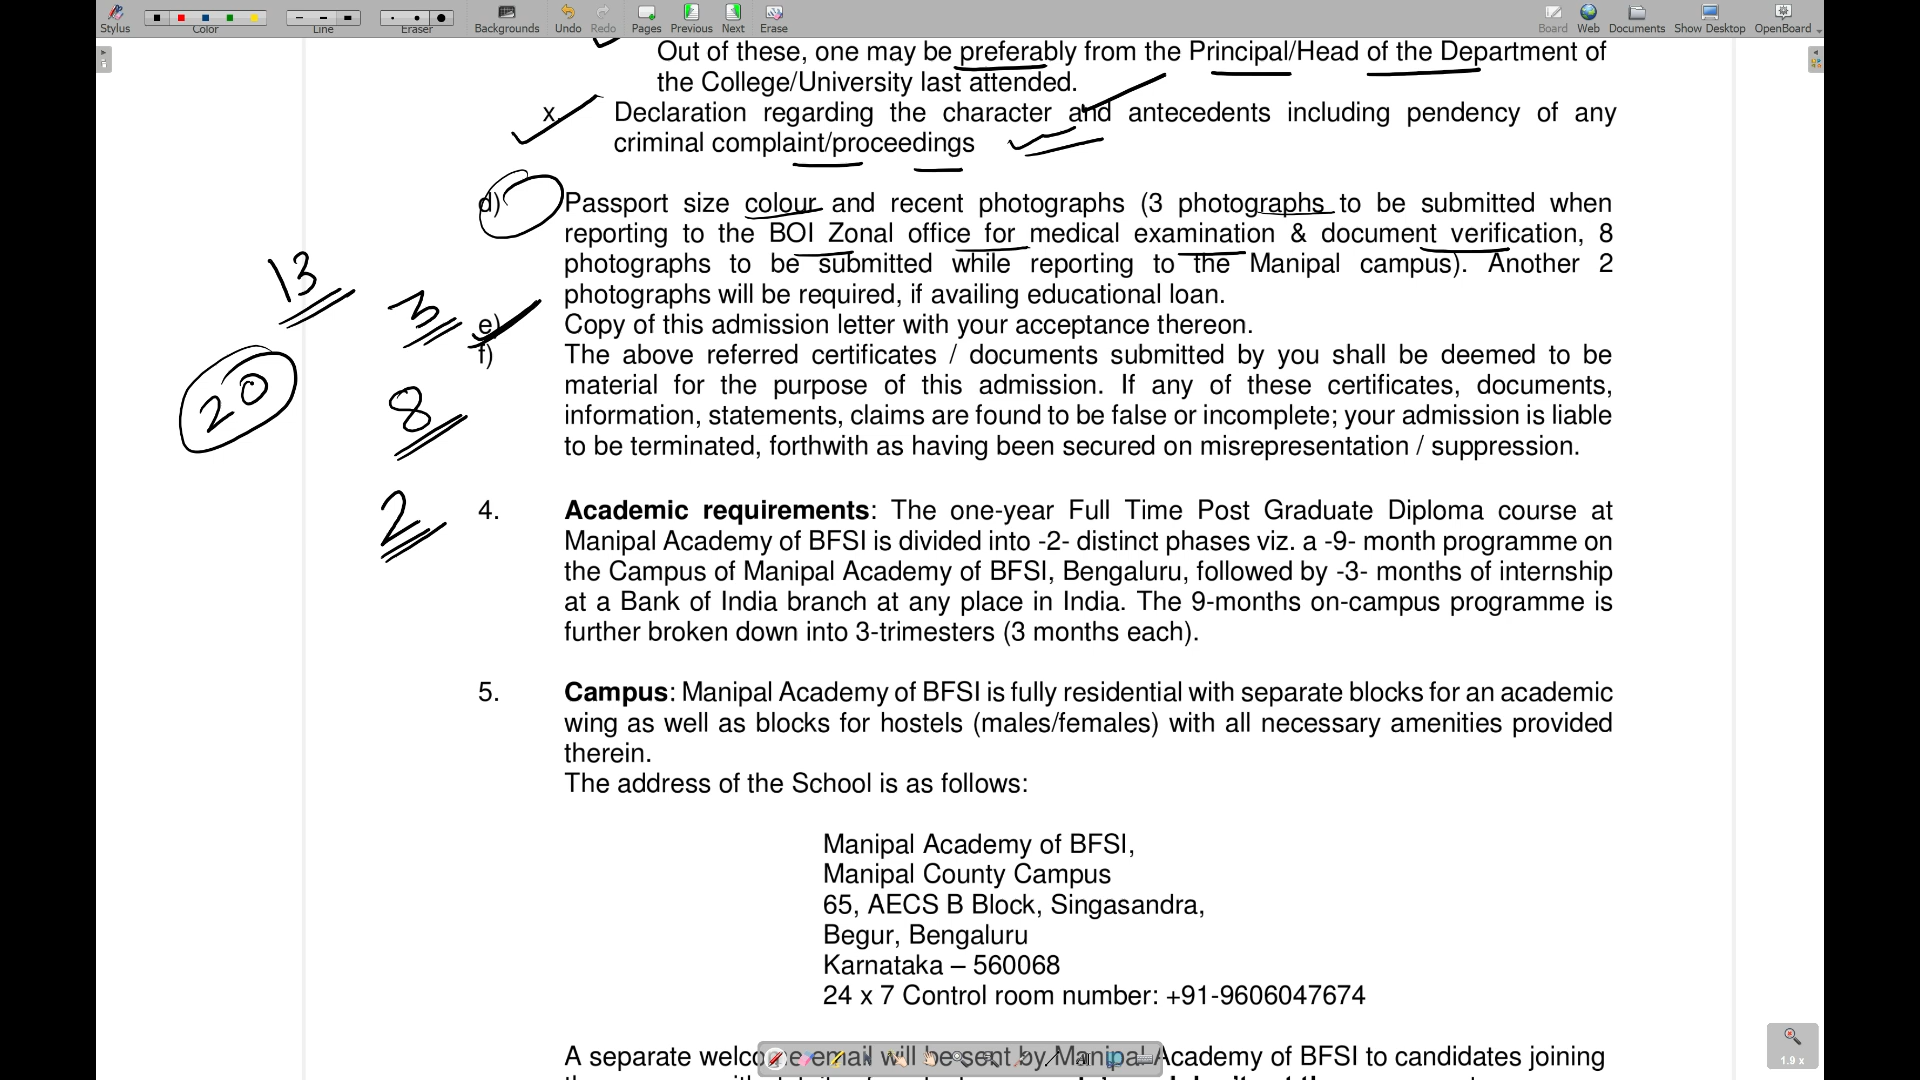 Stylus
Color
Line
Eraser
Backgrounds
Undo
Redo
Pages
Previous
Next
Erase
Board
Web
Documents
Show Desktop
OpenBoard
Out of these, one may be preferably from the Principal/Head of the Department of
the College/University last attended.
x. Declaration regarding the character and antecedents including pendency of any
criminal complaint/proceedings
d) Passport size colour and recent photographs (3 photographs to be submitted when
reporting to the BOI Zonal office for medical examination & document verification, 8
photographs to be submitted while reporting to the Manipal campus). Another 2
photographs will be required, if availing educational loan.
e) Copy of this admission letter with your acceptance thereon.
f) The above referred certificates / documents submitted by you shall be deemed to be
material for the purpose of this admission. If any of these certificates, documents,
information, statements, claims are found to be false or incomplete; your admission is liable
to be terminated, forthwith as having been secured on misrepresentation / suppression.
13
3
20
8
2
4. Academic requirements: The one-year Full Time Post Graduate Diploma course at
Manipal Academy of BFSI is divided into -2- distinct phases viz. a -9- month programme on
the Campus of Manipal Academy of BFSI, Bengaluru, followed by -3- months of internship
at a Bank of India branch at any place in India. The 9-months on-campus programme is
further broken down into 3-trimesters (3 months each).
5. Campus: Manipal Academy of BFSI is fully residential with separate blocks for an academic
wing as well as blocks for hostels (males/females) with all necessary amenities provided
therein.
The address of the School is as follows:
Manipal Academy of BFSI,
Manipal County Campus
65, AECS B Block, Singasandra,
Begur, Bengaluru
Karnataka – 560068
24 x 7 Control room number: +91-9606047674
A separate welcome email will be sent by Manipal Academy of BFSI to candidates joining
1.9 x